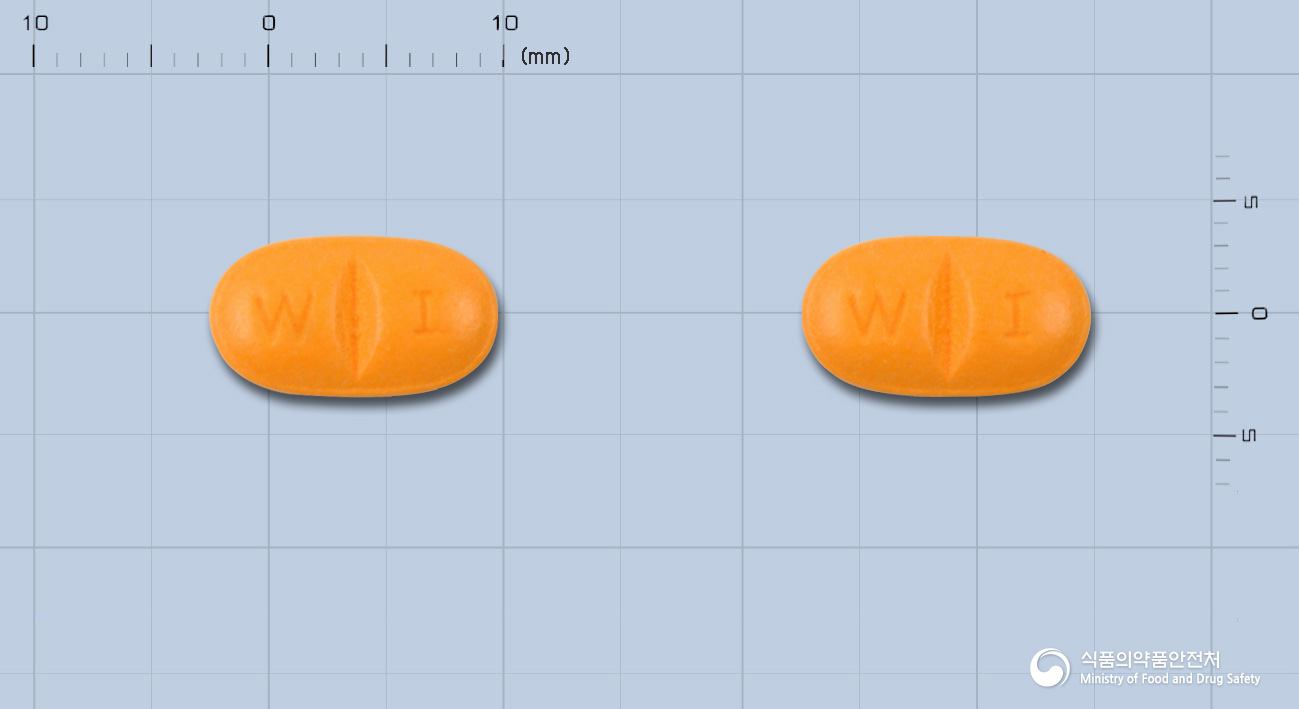 10 0 10 (mm)
W I W I
5
0
5
식품의약품안전처
Ministry of Food and Drug Safety